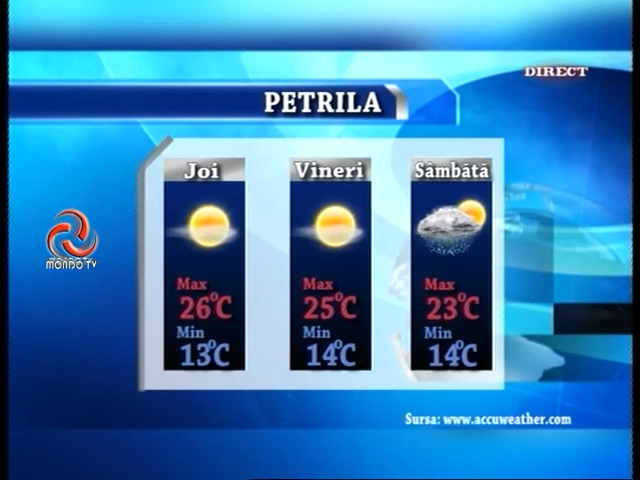 DIRECT
PETRILA
Joi
Vineri
Sâmbătă
Max
26°C
Min
13°C
Max
25°C
Min
14°C
Max
23°C
Min
14°C
MONDO TV
Sursa: www.accuweather.com